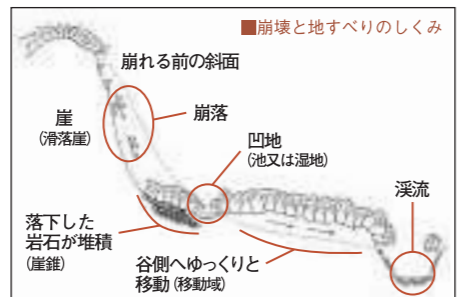 ■崩壊と地すべりのしくみ
崩れる前の斜面
崖
(滑落崖)
崩落
凹地
(池又は湿地)
渓流
落下した
岩石が堆積
(崖錐)
谷側へゆっくりと
移動(移動域)